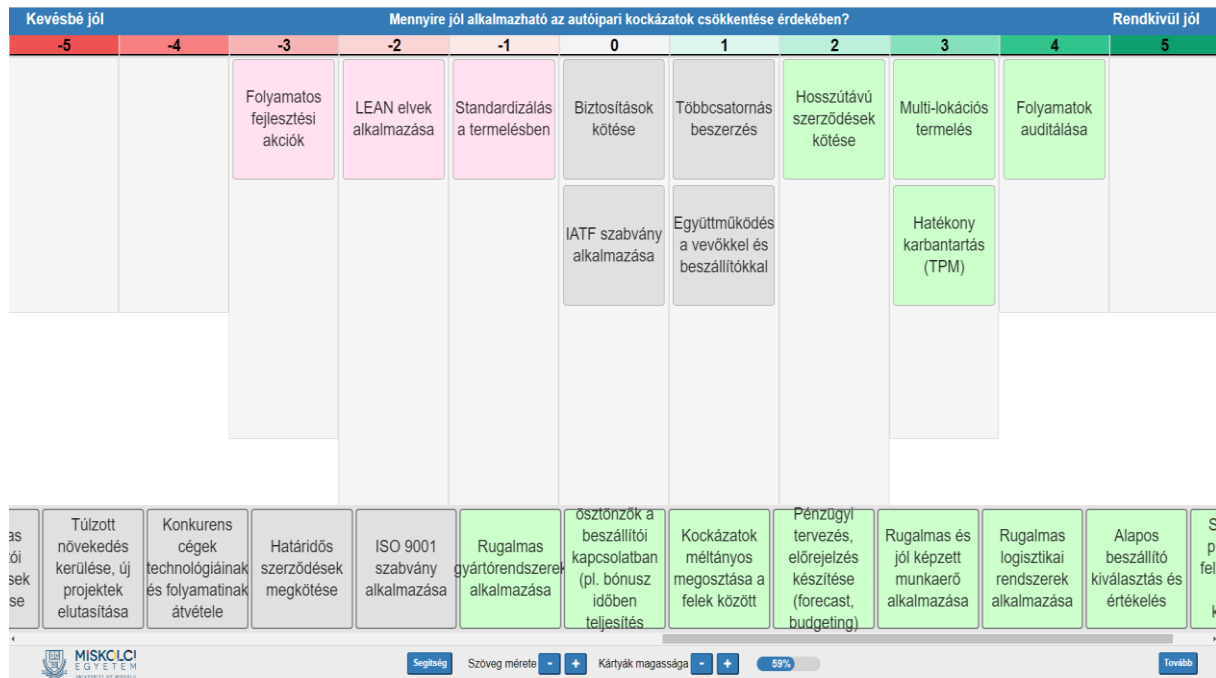 Kevésbé jól
Mennyire jól alkalmazható az autóipari kockázatok csökkentése érdekében?
Rendkívül jól
-5
-4
-3
-2
-1
0
1
2
3
4
5
Folyamatos
fejlesztési
akciók
LEAN elvek
alkalmazása
Standardizálás
a termelésben
Biztosítások
kötése
Többcsatornás
beszerzés
Hosszútávú
szerződések
kötése
Multi-lokációs
termelés
Folyamatok
auditálása
IATF szabvány
alkalmazása
Együttműködés
a vevőkkel és
beszállítókkal
Hatékony
karbantartás
(TPM)
Túlzott
növekedés
kerülése, új
projektek
elutasítása
Konkurens
cégek
technológiáinak
és folyamatinak
átvétele
Határidős
szerződések
megkötése
ISO 9001
szabvány
alkalmazása
Rugalmas
gyártórendszerek
alkalmazása
ösztönzők a
beszállítói
kapcsolatban
(pl. bónusz
időben
teljesítés
Kockázatok
méltányos
megosztása a
felek között
Pénzügyi
tervezés,
előrejelzés
készítése
(forecast,
budgeting)
Rugalmas és
jól képzett
munkaerő
alkalmazása
Rugalmas
logisztikai
rendszerek
alkalmazása
Alapos
beszállító
kiválasztás és
értékelés
MISKOLCI
EGYETEM
UNIVERSITY OF MISKOLC
Segítség
Szöveg mérete - +
Kártyák magassága - +
59%
Tovább